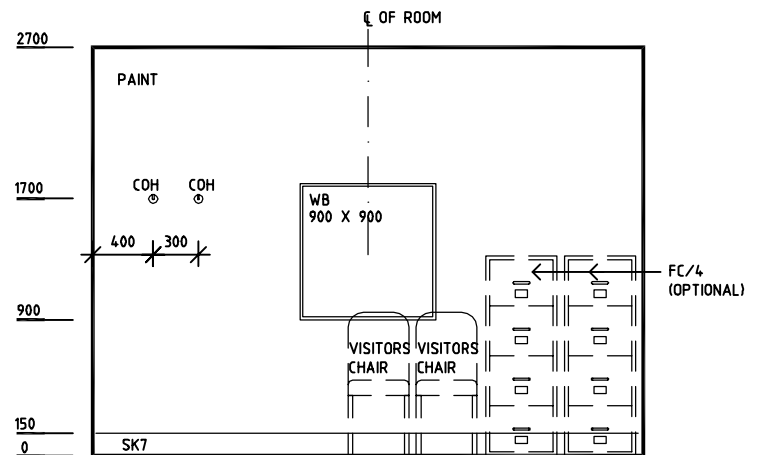 ℄ OF ROOM
2700
PAINT
1700
COH COH
WB
900 X 900
400 300
FC/4
(OPTIONAL)
900
VISITORS
CHAIR
VISITORS
CHAIR
150
SK7
0